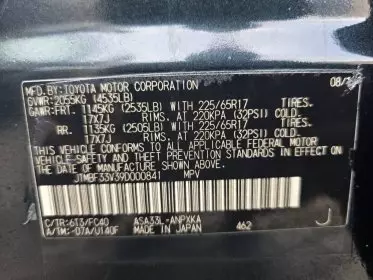 MFD.BY:TOYOTA MOTOR CORPORATION 08/1
GVWR:2055KG (4535LB)
GAWR:FRT. 1145KG (2535LB) WITH 225/65R17 TIRES.
17X7J RIMS, AT 220KPA (32PSI) COLD
RR. 1135KG (2505LB) WITH 225/65R17 TIRES.
17X7J RIMS, AT 220KPA (32PSI) COLD
THIS VEHICLE CONFORMS TO ALL APPLICABLE
FEDERAL MOTOR VEHICLE SAFETY AND THEFT
PREVENTION STANDARDS IN EFFECT ON THE DATE OF
MANUFACTURE SHOWN ABOVE.
MPV
C/TR:6T3/FC40 ASA33L-ANPXKA
A/TM:-07A/U140F MADE IN JAPAN 462 J